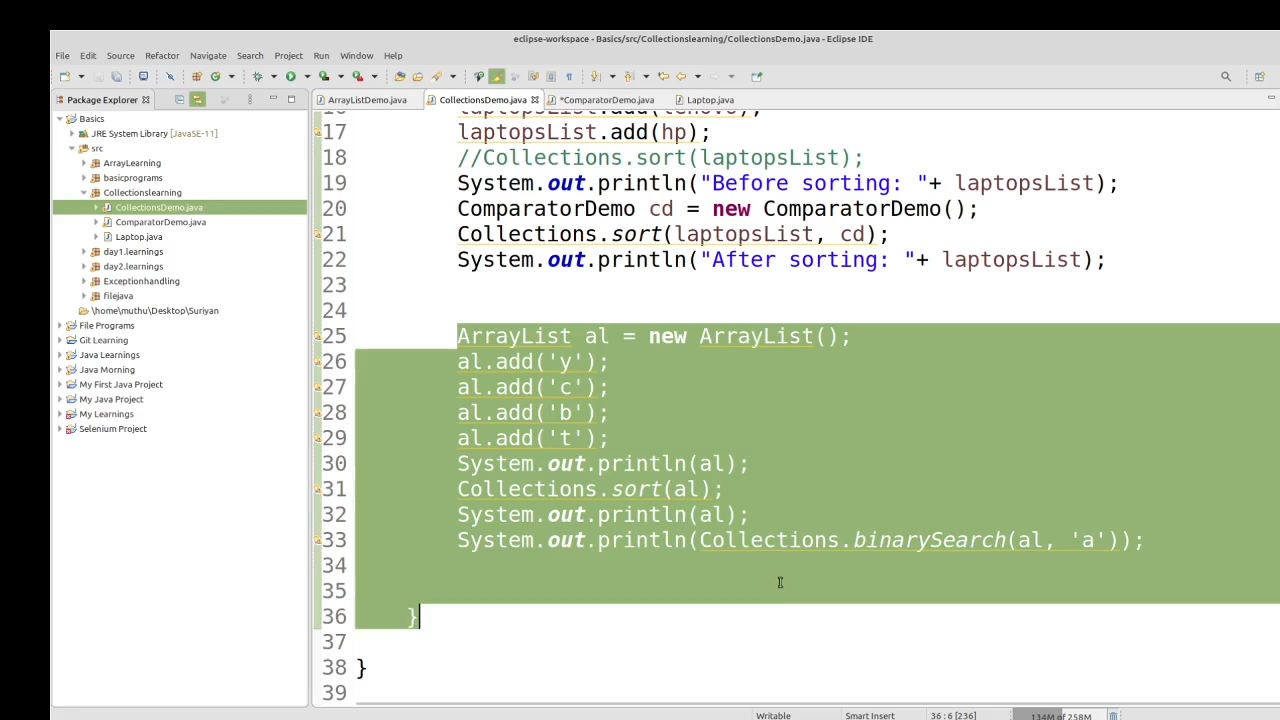 eclipse-workspace - Basics/src/Collectionslearning/CollectionsDemo.java - Eclipse IDE
File Edit Source Refactor Navigate Search Project Run Window Help
Package Explorer
ArrayListDemo.java CollectionsDemo.java *ComparatorDemo.java Laptop.java
Basics
JRE System Library [JavaSE-11]
src
ArrayLearning
basicprograms
Collectionslearning
CollectionsDemo.java
ComparatorDemo.java
Laptop.java
day1.learnings
day2.learnings
Exceptionhandling
filejava
\home\muthu\Desktop\Suriyan
File Programs
Git Learning
Java Learnings
Java Morning
My First Java Project
My Java Project
My Learnings
Selenium Project
16 laptopsList.add(lenovo);
17 laptopsList.add(hp);
18 //Collections.sort(laptopsList);
19 System.out.println("Before sorting: "+ laptopsList);
20 ComparatorDemo cd = new ComparatorDemo();
21 Collections.sort(laptopsList, cd);
22 System.out.println("After sorting: "+ laptopsList);
23
24
25 ArrayList al = new ArrayList();
26 al.add('y');
27 al.add('c');
28 al.add('b');
29 al.add('t');
30 System.out.println(al);
31 Collections.sort(al);
32 System.out.println(al);
33 System.out.println(Collections.binarySearch(al, 'a'));
34
35
36 }
37
38 }
39
Writable Smart Insert 36 : 6 [236] 134M of 258M